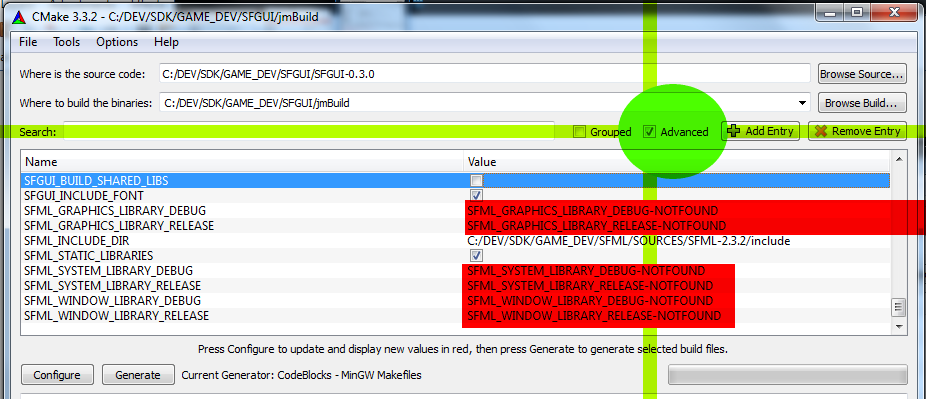 CMake 3.3.2 - C:/DEV/SDK/GAME_DEV/SFGUI/jmBuild
File Tools Options Help
Where is the source code: C:/DEV/SDK/GAME_DEV/SFGUI/SFGUI-0.3.0 Browse Source...
Where to build the binaries: C:/DEV/SDK/GAME_DEV/SFGUI/jmBuild Browse Build...
Search: Grouped Advanced Add Entry Remove Entry
Name Value
SFGUI_BUILD_SHARED_LIBS
SFGUI_INCLUDE_FONT
SFML_GRAPHICS_LIBRARY_DEBUG SFML_GRAPHICS_LIBRARY_DEBUG-NOTFOUND
SFML_GRAPHICS_LIBRARY_RELEASE SFML_GRAPHICS_LIBRARY_RELEASE-NOTFOUND
SFML_INCLUDE_DIR C:/DEV/SDK/GAME_DEV/SFML/SOURCES/SFML-2.3.2/include
SFML_STATIC_LIBRARIES
SFML_SYSTEM_LIBRARY_DEBUG SFML_SYSTEM_LIBRARY_DEBUG-NOTFOUND
SFML_SYSTEM_LIBRARY_RELEASE SFML_SYSTEM_LIBRARY_RELEASE-NOTFOUND
SFML_WINDOW_LIBRARY_DEBUG SFML_WINDOW_LIBRARY_DEBUG-NOTFOUND
SFML_WINDOW_LIBRARY_RELEASE SFML_WINDOW_LIBRARY_RELEASE-NOTFOUND
Press Configure to update and display new values in red, then press Generate to generate selected build files.
Configure Generate Current Generator: CodeBlocks - MinGW Makefiles